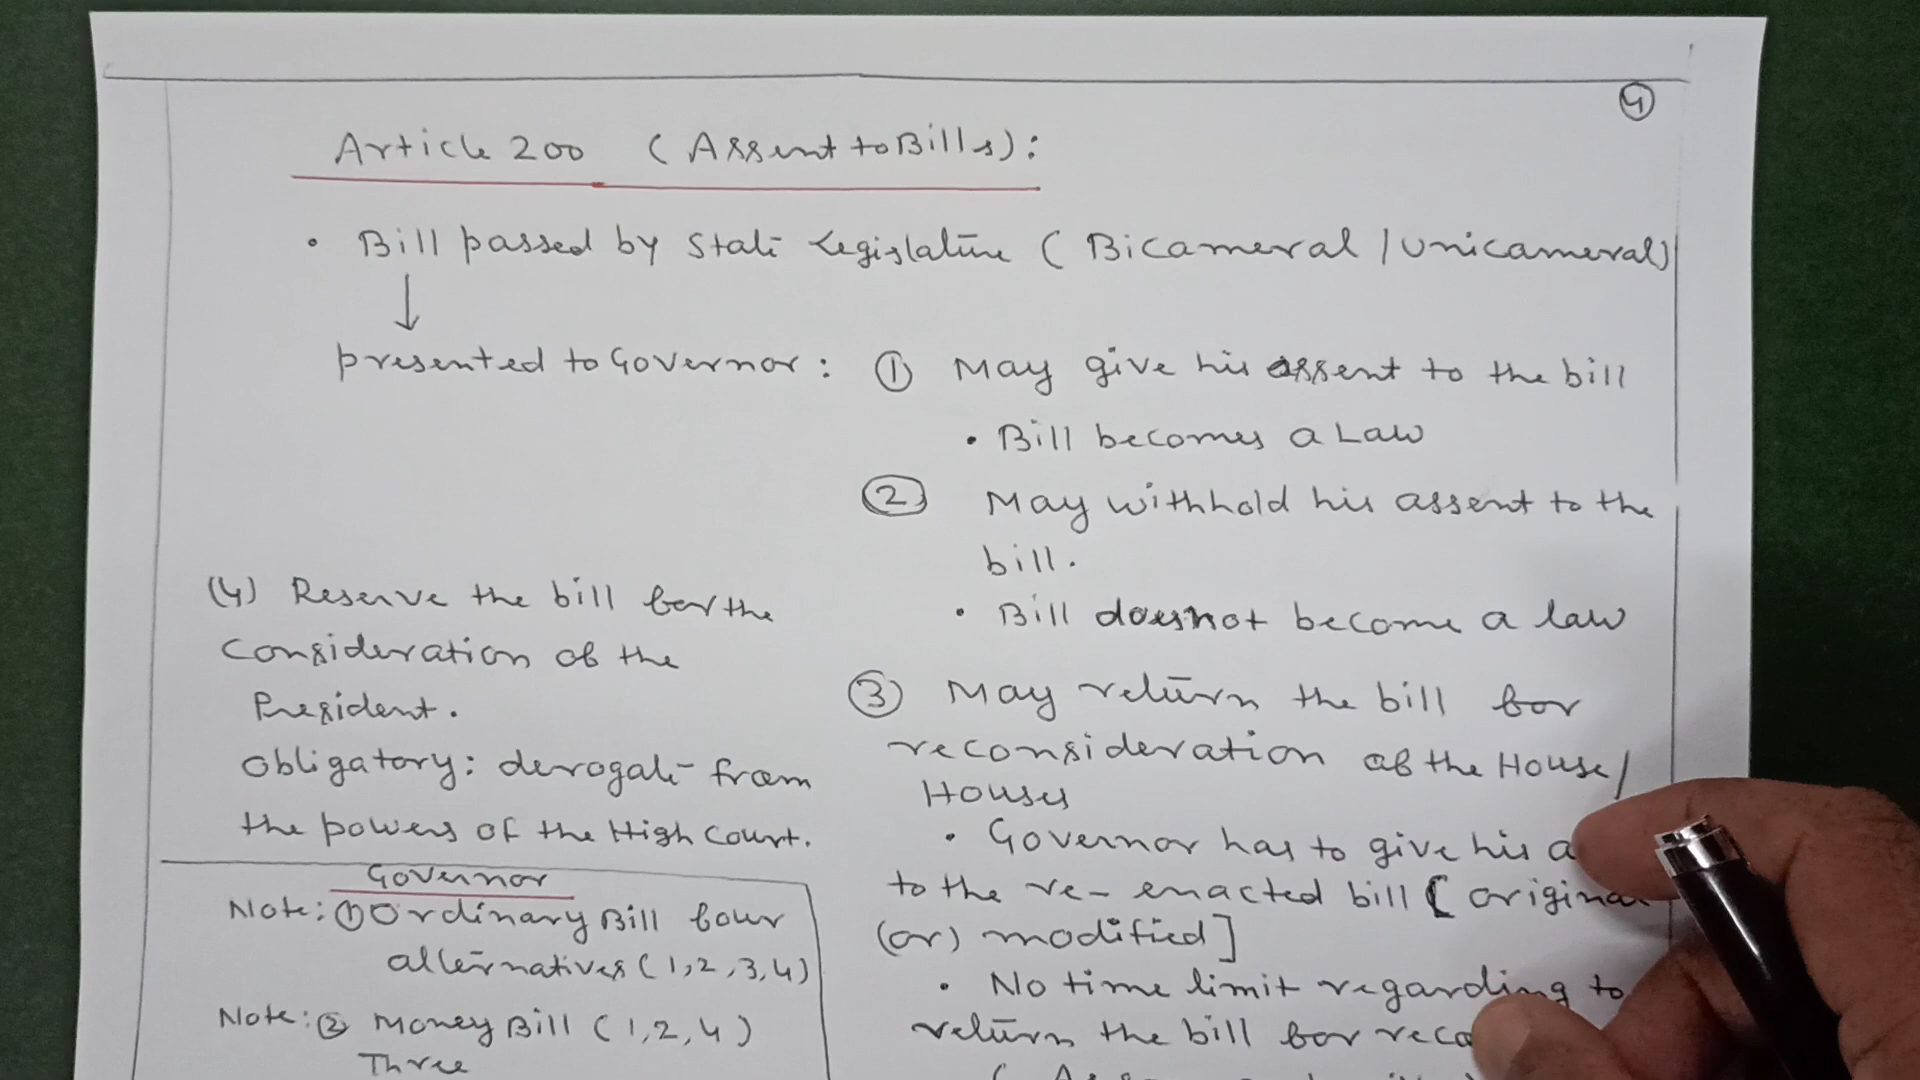 4
Article 200 (Assent to Bills):
• Bill passed by State Legislature (Bicameral / Unicameral)
↓
presented to Governor: ① May give his assent to the bill
• Bill becomes a Law
② May withhold his assent to the
bill.
• Bill does not become a law
③ May return the bill for
reconsideration of the House/
Houses
• Governor has to give his
to the re-enacted bill [original
(or) modified]
• No time limit regarding to
return the bill for
(4) Reserve the bill for the
consideration of the
President.
Obligatory: derogate from
the powers of the High Court.
Governor
Note: ① Ordinary Bill four
alternatives (1,2,3,4)
Note: ② Money Bill (1,2,4)
Three